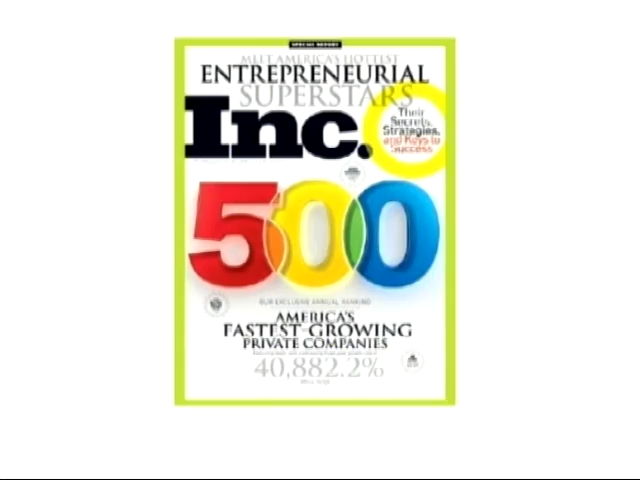 SPECIAL REPORT
MEET AMERICA'S HOTTEST
ENTREPRENEURIAL
SUPERSTARS
Their
Secrets,
Strategies,
and Keys to
Success
Inc.
500
OUR EXCLUSIVE ANNUAL RANKING
AMERICA'S
FASTEST-GROWING
PRIVATE COMPANIES
40,882.2%